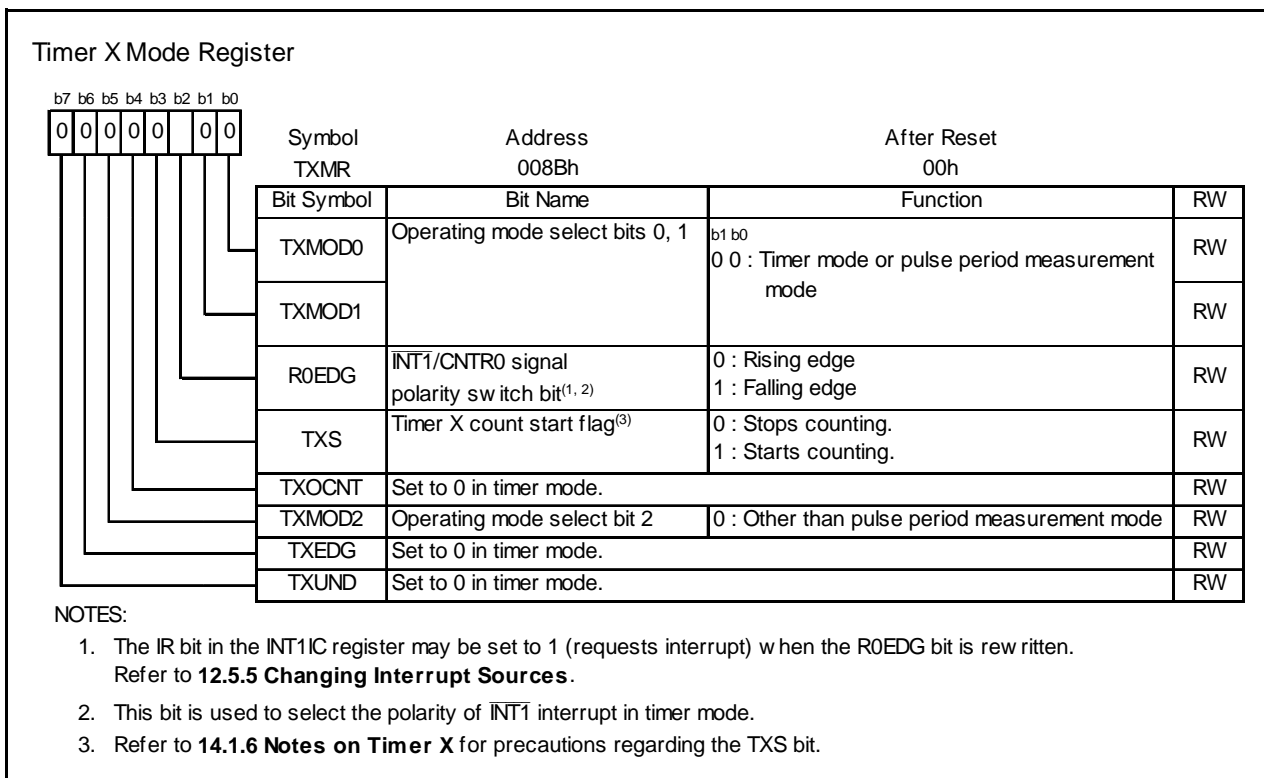 Timer X Mode Register
b7 b6 b5 b4 b3 b2 b1 b0
0 0 0 0 0 0 0
Symbol Address After Reset
TXMR 008Bh 00h
Bit Symbol Bit Name Function RW
TXMOD0 Operating mode select bits 0, 1 b1 b0
0 0 : Timer mode or pulse period measurement RW
mode
TXMOD1 RW
R0EDG INT1/CNTR0 signal 0 : Rising edge RW
polarity switch bit(1, 2) 1 : Falling edge
TXS Timer X count start flag(3) 0 : Stops counting. RW
1 : Starts counting.
TXOCNT Set to 0 in timer mode. RW
TXMOD2 Operating mode select bit 2 0 : Other than pulse period measurement mode RW
TXEDG Set to 0 in timer mode. RW
TXUND Set to 0 in timer mode. RW
NOTES:
1. The IR bit in the INT1IC register may be set to 1 (requests interrupt) when the R0EDG bit is rewritten.
Refer to 12.5.5 Changing Interrupt Sources.
2. This bit is used to select the polarity of INT1 interrupt in timer mode.
3. Refer to 14.1.6 Notes on Timer X for precautions regarding the TXS bit.